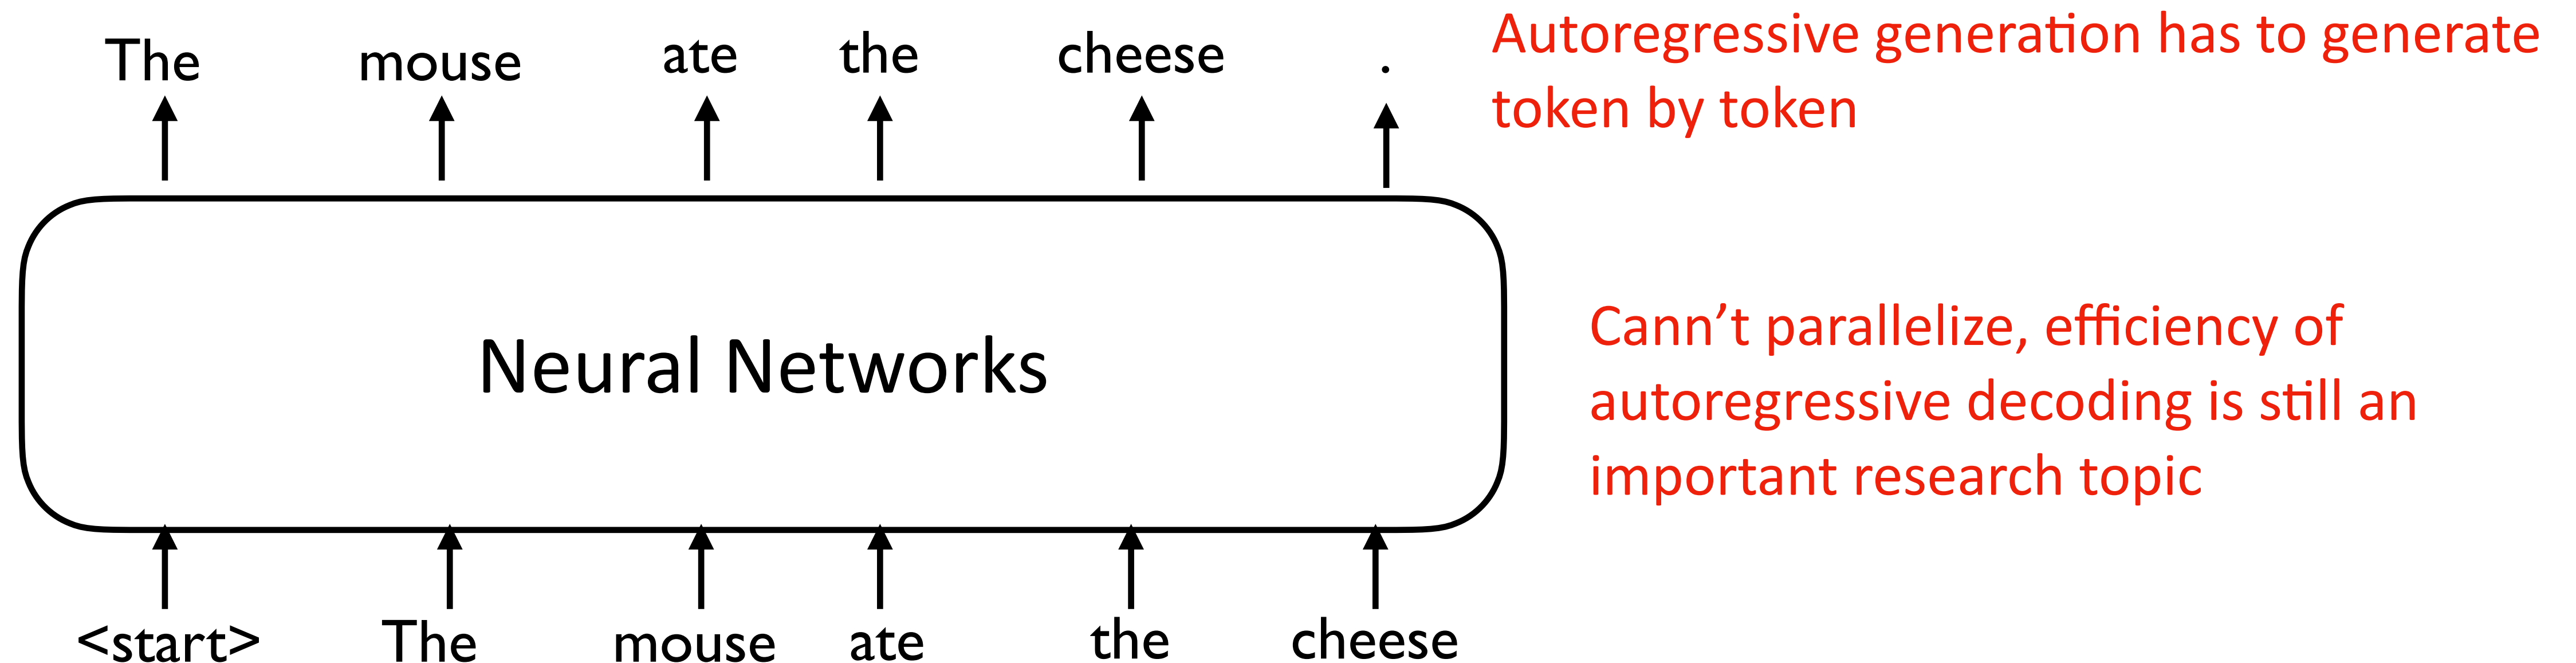 The mouse ate the cheese .
Autoregressive generation has to generate
token by token
Neural Networks
Cann’t parallelize, efficiency of
autoregressive decoding is still an
important research topic
<start> The mouse ate the cheese